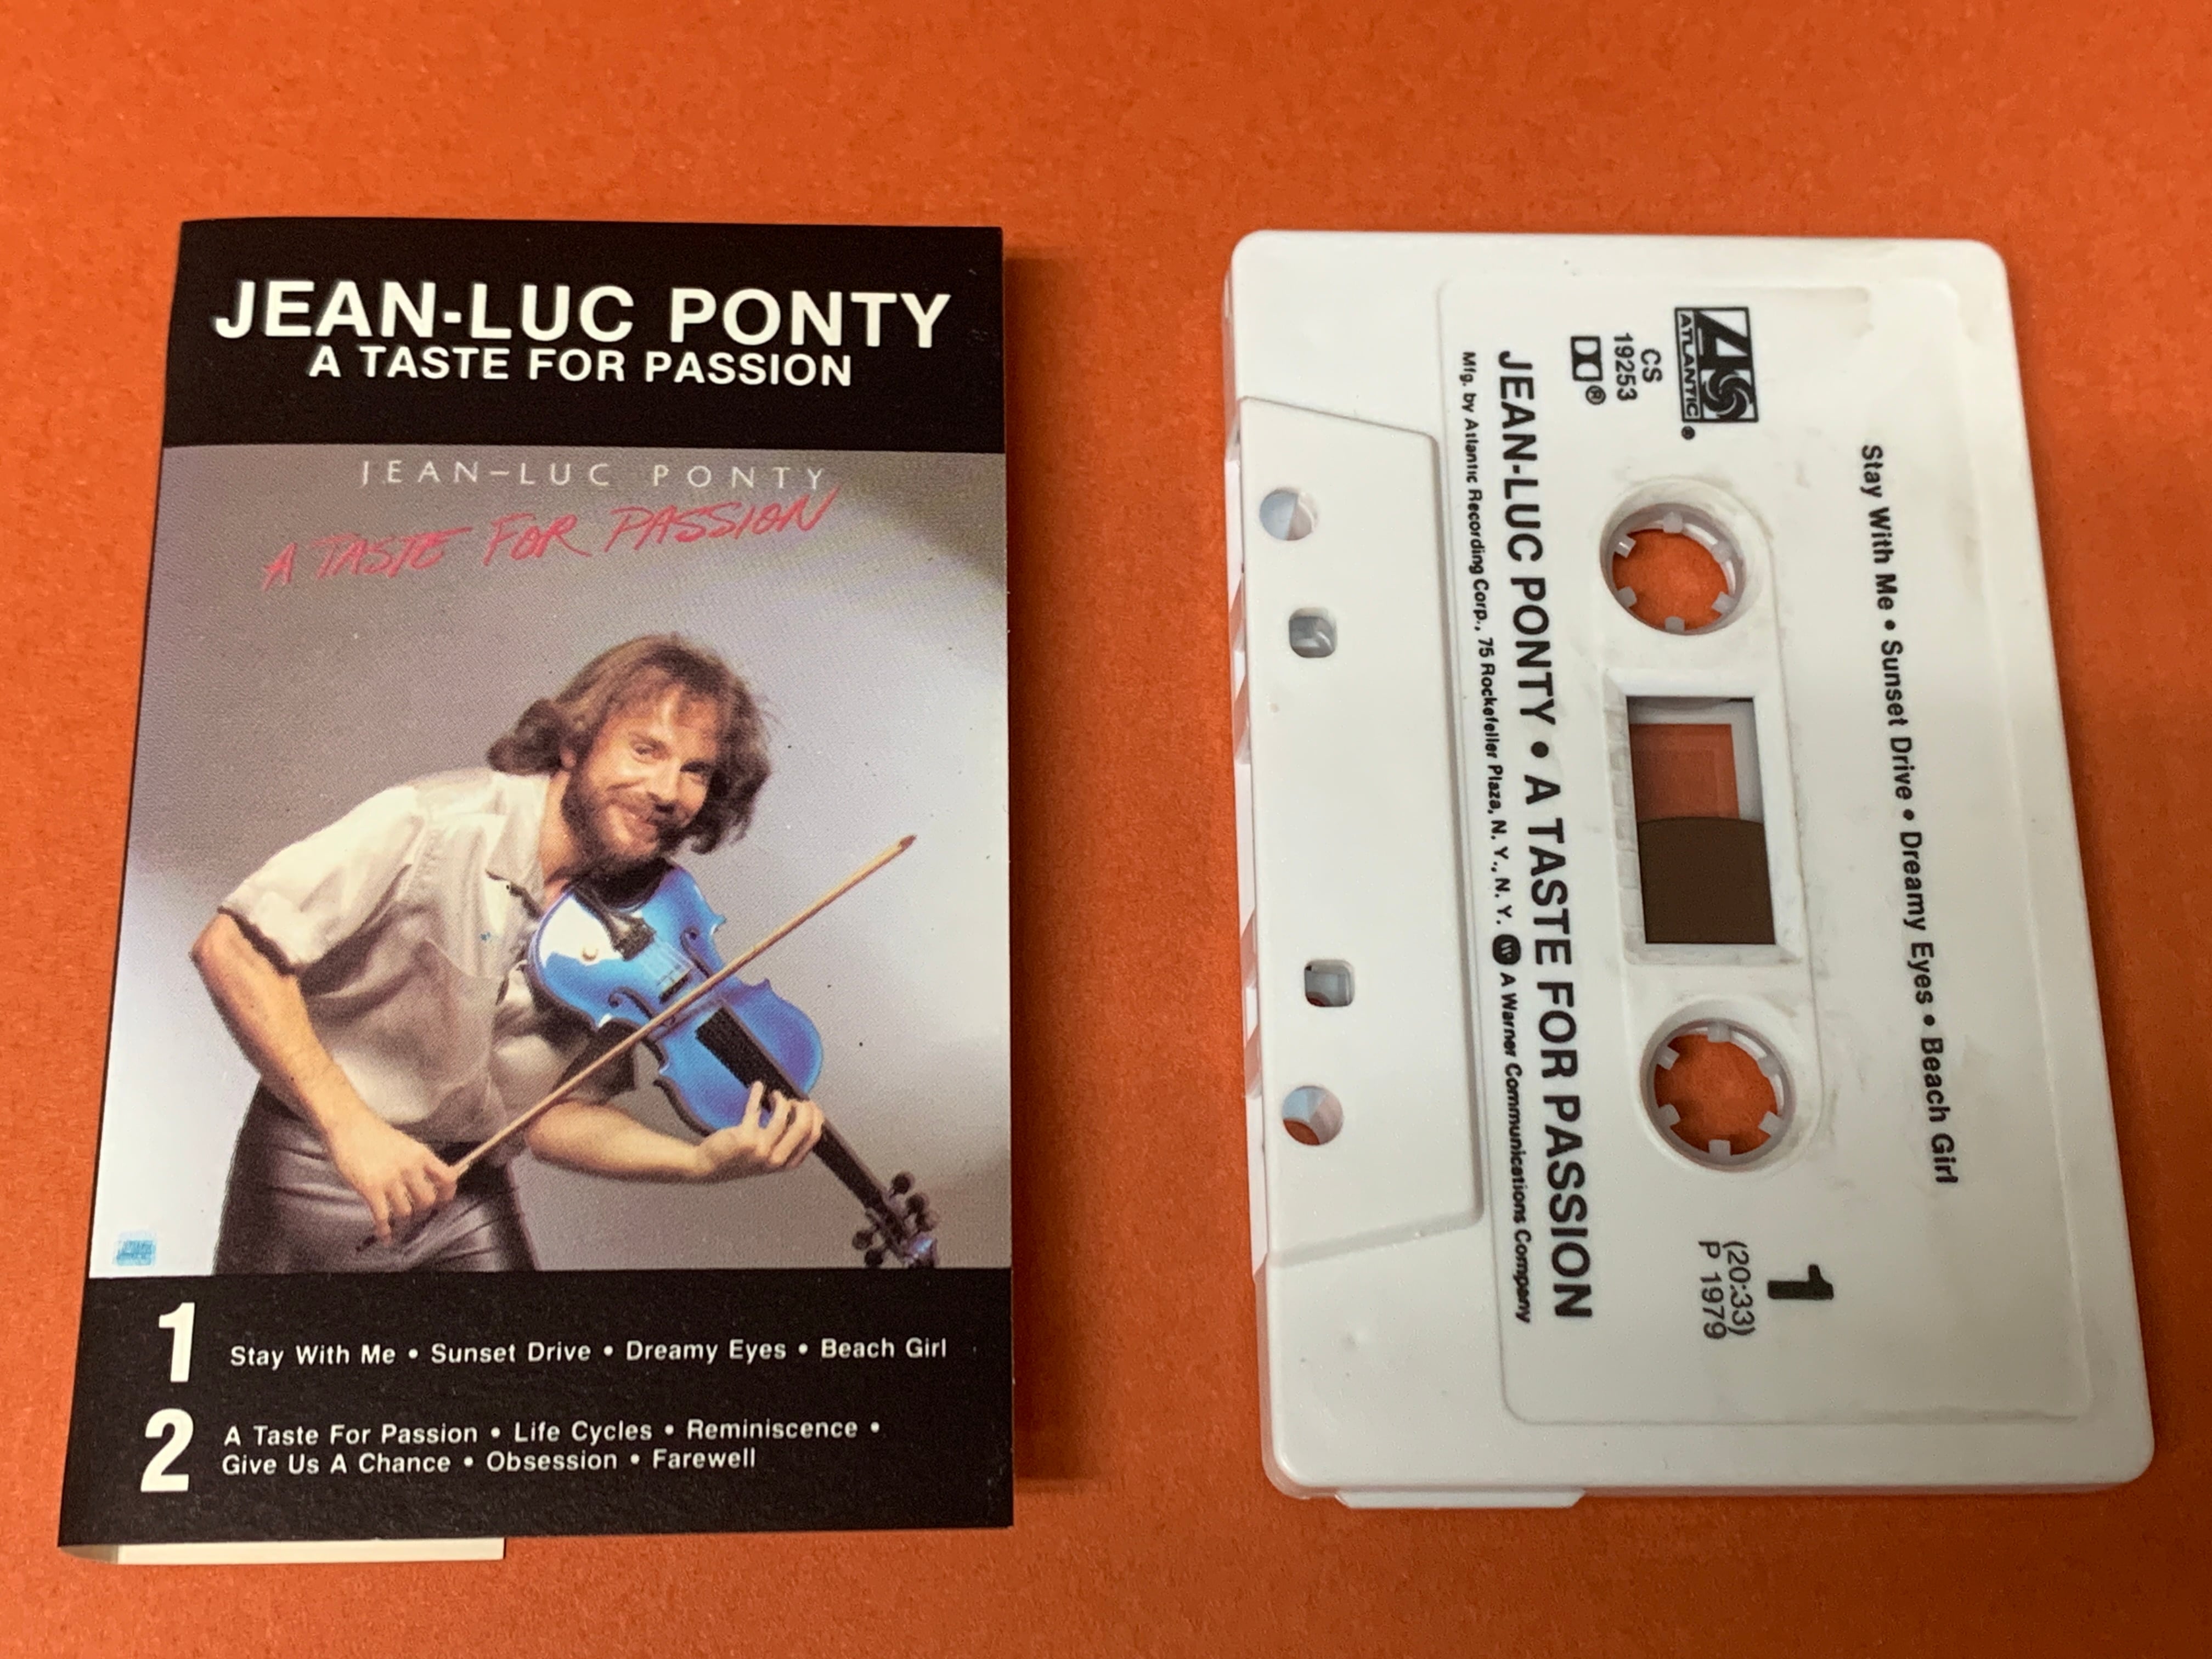 JEAN-LUC PONTY
A TASTE FOR PASSION
JEAN-LUC PONTY
A TASTE FOR PASSION
1
Stay With Me • Sunset Drive • Dreamy Eyes • Beach Girl
2
A Taste For Passion • Life Cycles • Reminiscence •
Give Us A Chance • Obsession • Farewell
Stay With Me • Sunset Drive • Dreamy Eyes • Beach Girl
ATLANTIC®
1
(20:33)
P 1979
CS
19253
®
JEAN-LUC PONTY • A TASTE FOR PASSION
Mfg. by Atlantic Recording Corp., 75 Rockefeller Plaza, N. Y., N. Y. W A Warner Communications Company